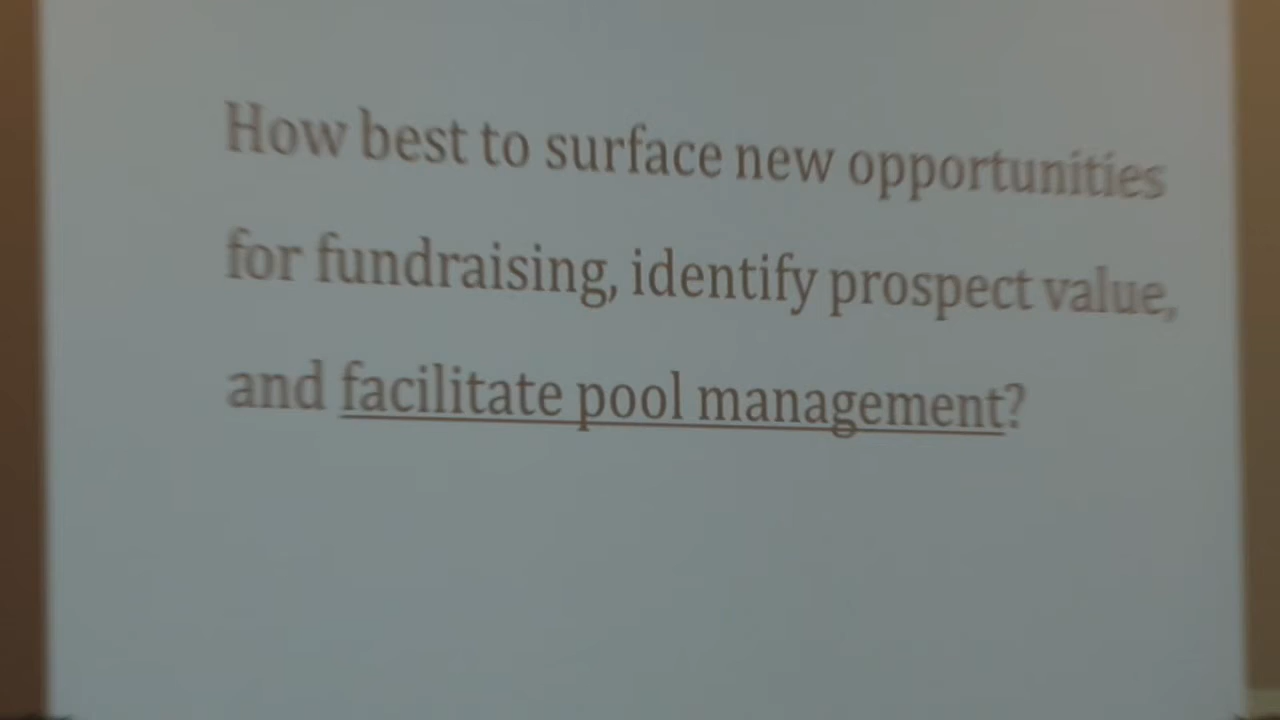 How best to surface new opportunities
for fundraising, identify prospect value,
and facilitate pool management?